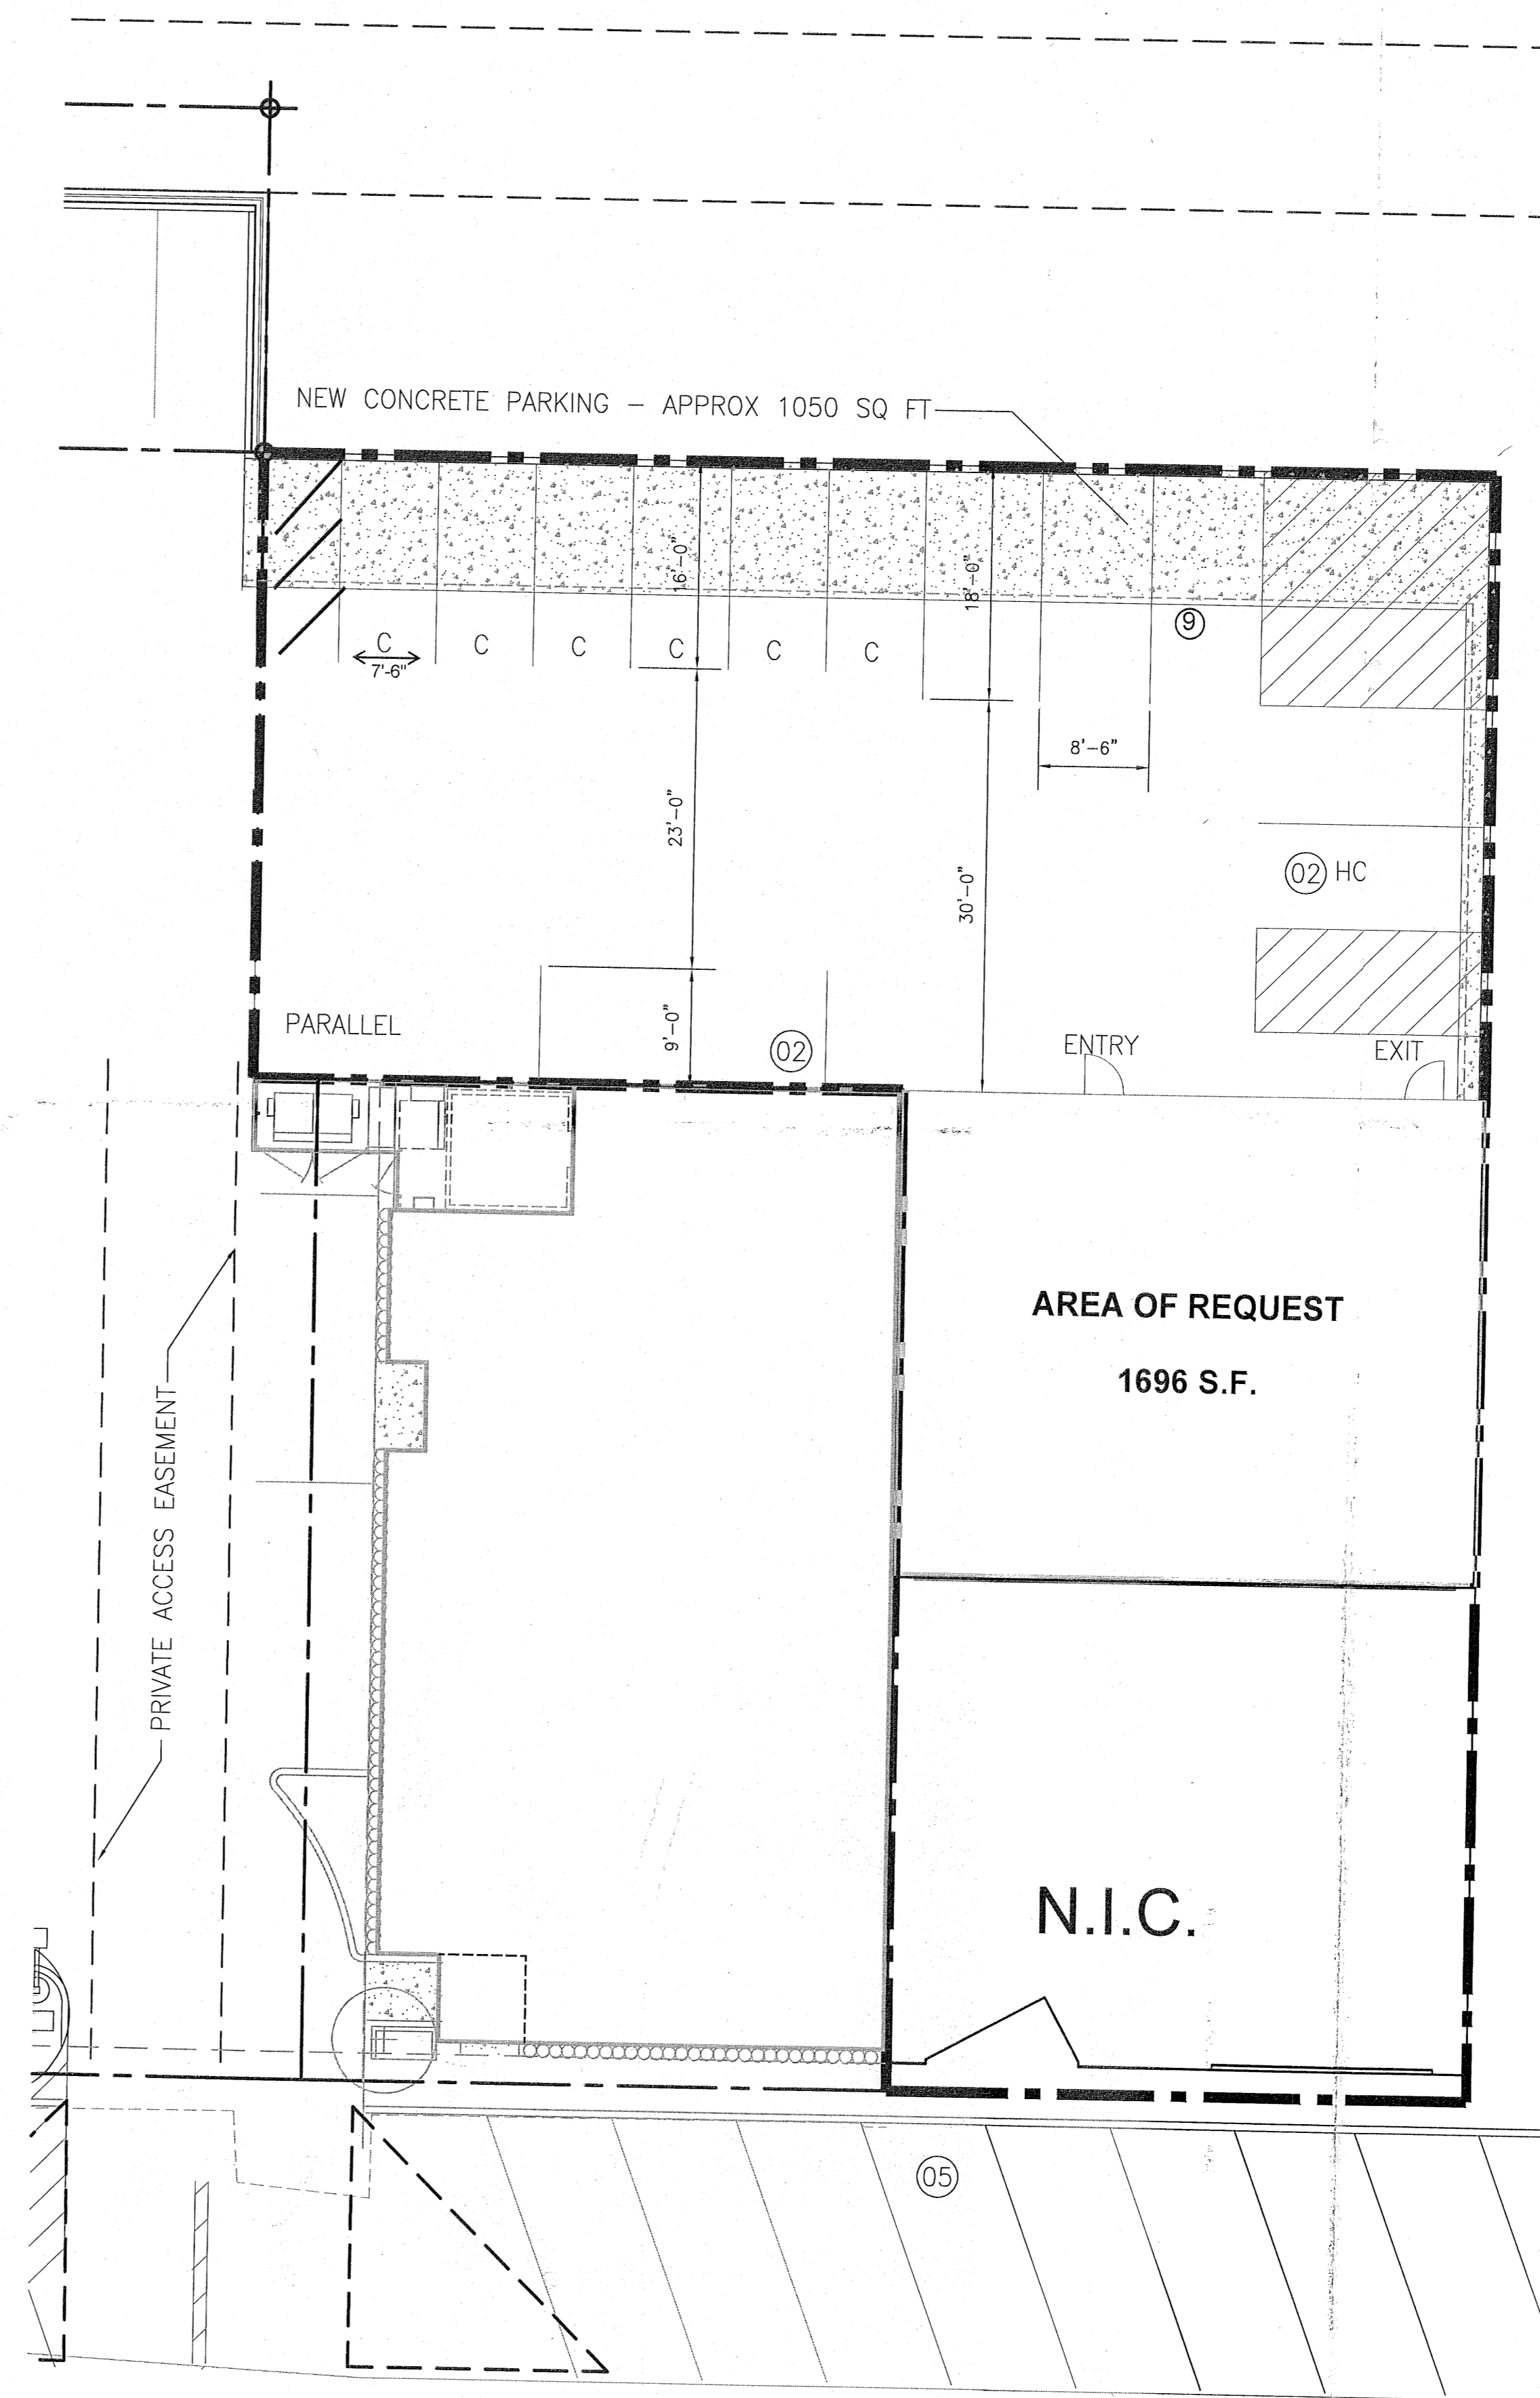 NEW CONCRETE PARKING – APPROX 1050 SQ FT
16'-0"
18'-0"
9
C
C
C
C
C
C
7'-6"
8'-6"
23'-0"
30'-0"
02 HC
PARALLEL
9'-0"
02
ENTRY
EXIT
AREA OF REQUEST
1696 S.F.
PRIVATE ACCESS EASEMENT
N.I.C.
05